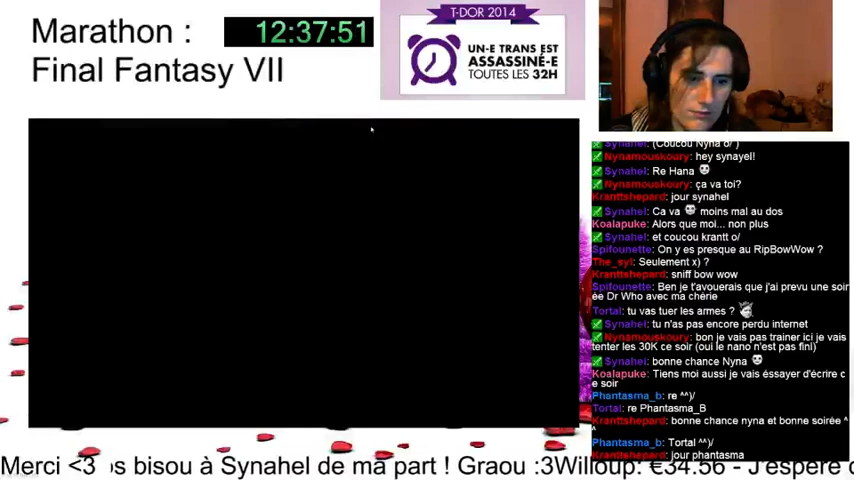 Marathon :
Final Fantasy VII
12:37:51
T-DOR 2014
UN·E TRANS EST
ASSASSINÉ·E
TOUTES LES 32H
Synahel: (Coucou Nyna o/ )
Nynamouskoury: hey synayel!
Synahel: Re Hana
Nynamouskoury: ça va toi?
Kranttshepard: jour synahel
Synahel: Ca va moins mal au dos
Koalapuke: Alors que moi... non plus
Synahel: et coucou krantt o/
Spifounette: On y es presque au RipBowWow ?
The_syl: Seulement x) ?
Kranttshepard: sniff bow wow
Spifounette: Ben je t'avouerais que j'ai prevu une soir
ée Dr Who avec ma chérie
Tortal: tu vas tuer les armes ?
Synahel: tu n'as pas encore perdu internet
Nynamouskoury: bon je vais pas trainer ici je vais
tenter les 30K ce soir (oui le nano n'est pas fini)
Synahel: bonne chance Nyna
Koalapuke: Tiens moi aussi je vais éssayer d'écrire c
e soir
Phantasma_b: re ^^)/
Tortal: re Phantasma_B
Kranttshepard: bonne chance nyna et bonne soirée ^
^
Phantasma_b: Tortal ^^)/
Kranttshepard: jour phantasma
Merci <3 os bisou à Synahel de ma part ! Graou :3Willoup: €34.56 - J'espère